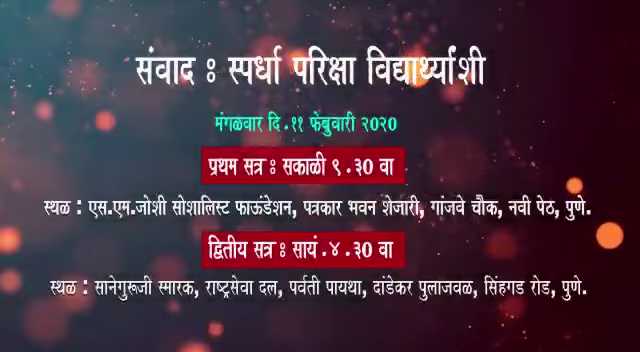 संवाद : स्पर्धा परिक्षा विद्यार्थ्यांशी
मंगळवार दि .११ फेब्रुवारी २०२०
प्रथम सत्र : सकाळी ९ .३० वा
स्थळ : एस.एम.जोशी सोशालिस्ट फाऊंडेशन, पत्रकार भवन शेजारी, गांजवे चौक, नवी पेठ, पुणे.
द्वितीय सत्र : सायं .४ .३० वा
स्थळ : सानेगुरूजी स्मारक, राष्ट्रसेवा दल, पर्वती पायथा, दांडेकर पुलाजवळ, सिंहगड रोड, पुणे.